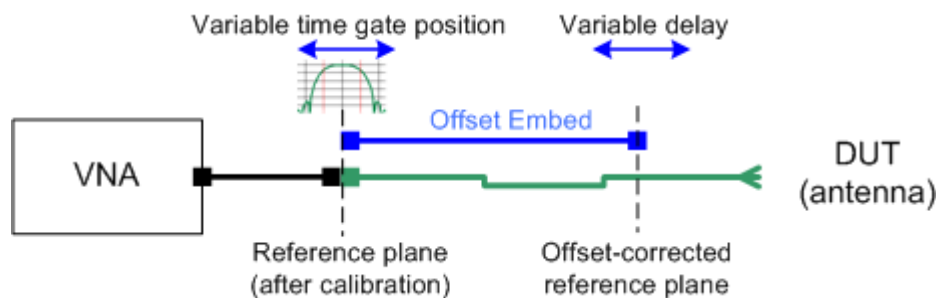 Variable time gate position
Variable delay
Offset Embed
VNA
DUT
(antenna)
Reference plane
(after calibration)
Offset-corrected
reference plane